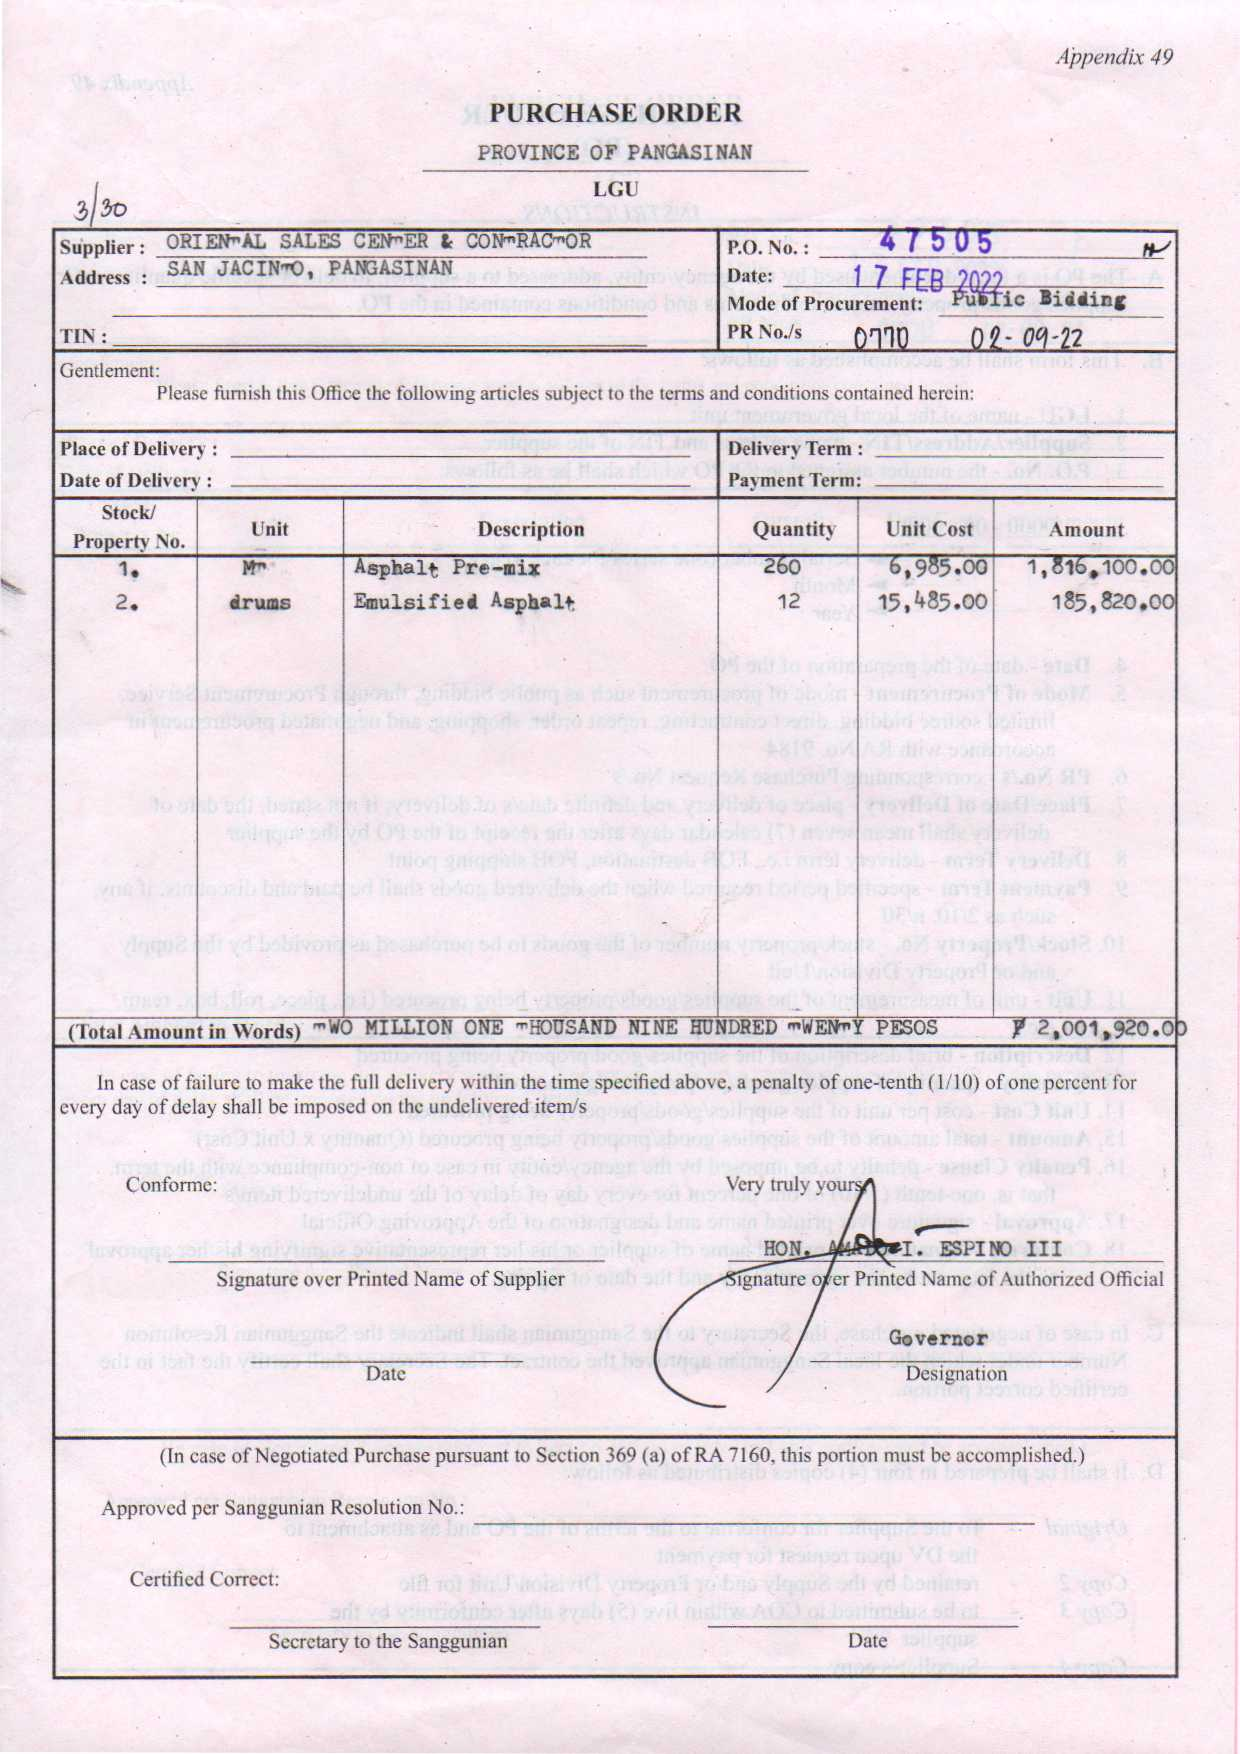 Appendix 49
PURCHASE ORDER
PROVINCE OF PANGASINAN
LGU
3/30
Supplier : ORIENTAL SALES CENTER & CONTRACTOR
Address : SAN JACINTO, PANGASINAN
TIN :
P.O. No. : 47505
Date: 17 FEB 2022
Mode of Procurement: Public Bidding
PR No./s 0770 02-09-22
Gentlement:
Please furnish this Office the following articles subject to the terms and conditions contained herein:
Place of Delivery :
Date of Delivery :
Delivery Term :
Payment Term:
Stock/ Property No. Unit Description Quantity Unit Cost Amount
1. MT Asphalt Pre-mix 260 6,985.00 1,816,100.00
2. drums Emulsified Asphalt 12 15,485.00 185,820.00
(Total Amount in Words) TWO MILLION ONE THOUSAND NINE HUNDRED TWENTY PESOS ₱ 2,001,920.00
In case of failure to make the full delivery within the time specified above, a penalty of one-tenth (1/10) of one percent for
every day of delay shall be imposed on the undelivered item/s
Conforme:
Very truly yours,
HON. AMADO I. ESPINO III
Signature over Printed Name of Supplier
Signature over Printed Name of Authorized Official
Governor
Date
Designation
(In case of Negotiated Purchase pursuant to Section 369 (a) of RA 7160, this portion must be accomplished.)
Approved per Sanggunian Resolution No.:
Certified Correct:
Secretary to the Sanggunian
Date